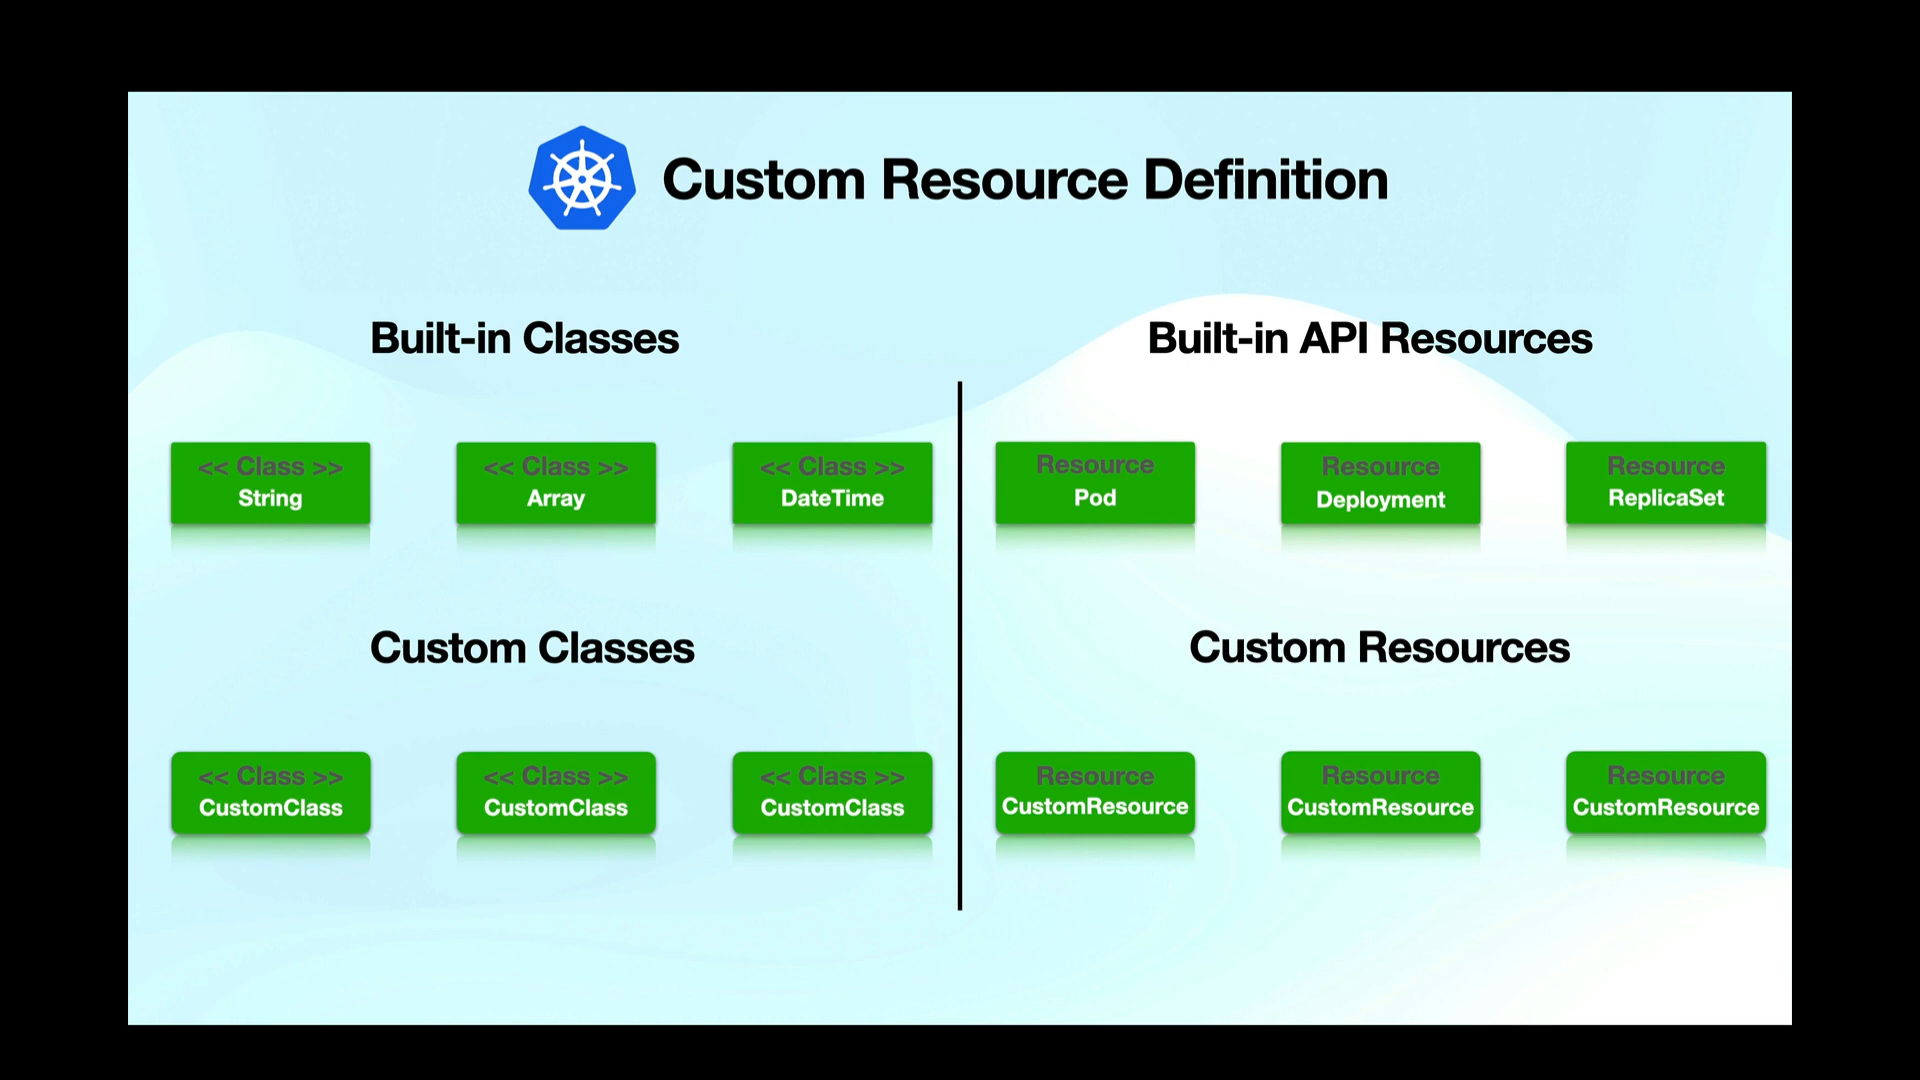 Custom Resource Definition
Built-in Classes
<< Class >>
String
<< Class >>
Array
<< Class >>
DateTime
Custom Classes
<< Class >>
CustomClass
<< Class >>
CustomClass
<< Class >>
CustomClass
Built-in API Resources
Resource
Pod
Resource
Deployment
Resource
ReplicaSet
Custom Resources
Resource
CustomResource
Resource
CustomResource
Resource
CustomResource